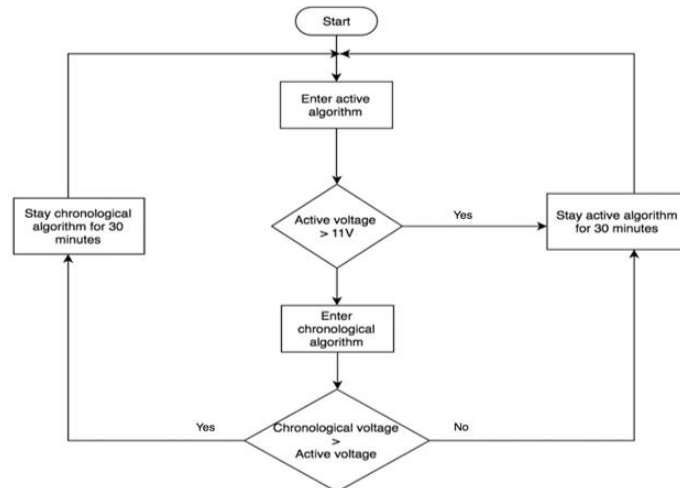 Start
Enter active
algorithm
Active voltage
> 11V
Yes
Stay active algorithm
for 30 minutes
Stay chronological
algorithm for 30
minutes
Enter
chronological
algorithm
Yes
Chronological voltage
>
Active voltage
No